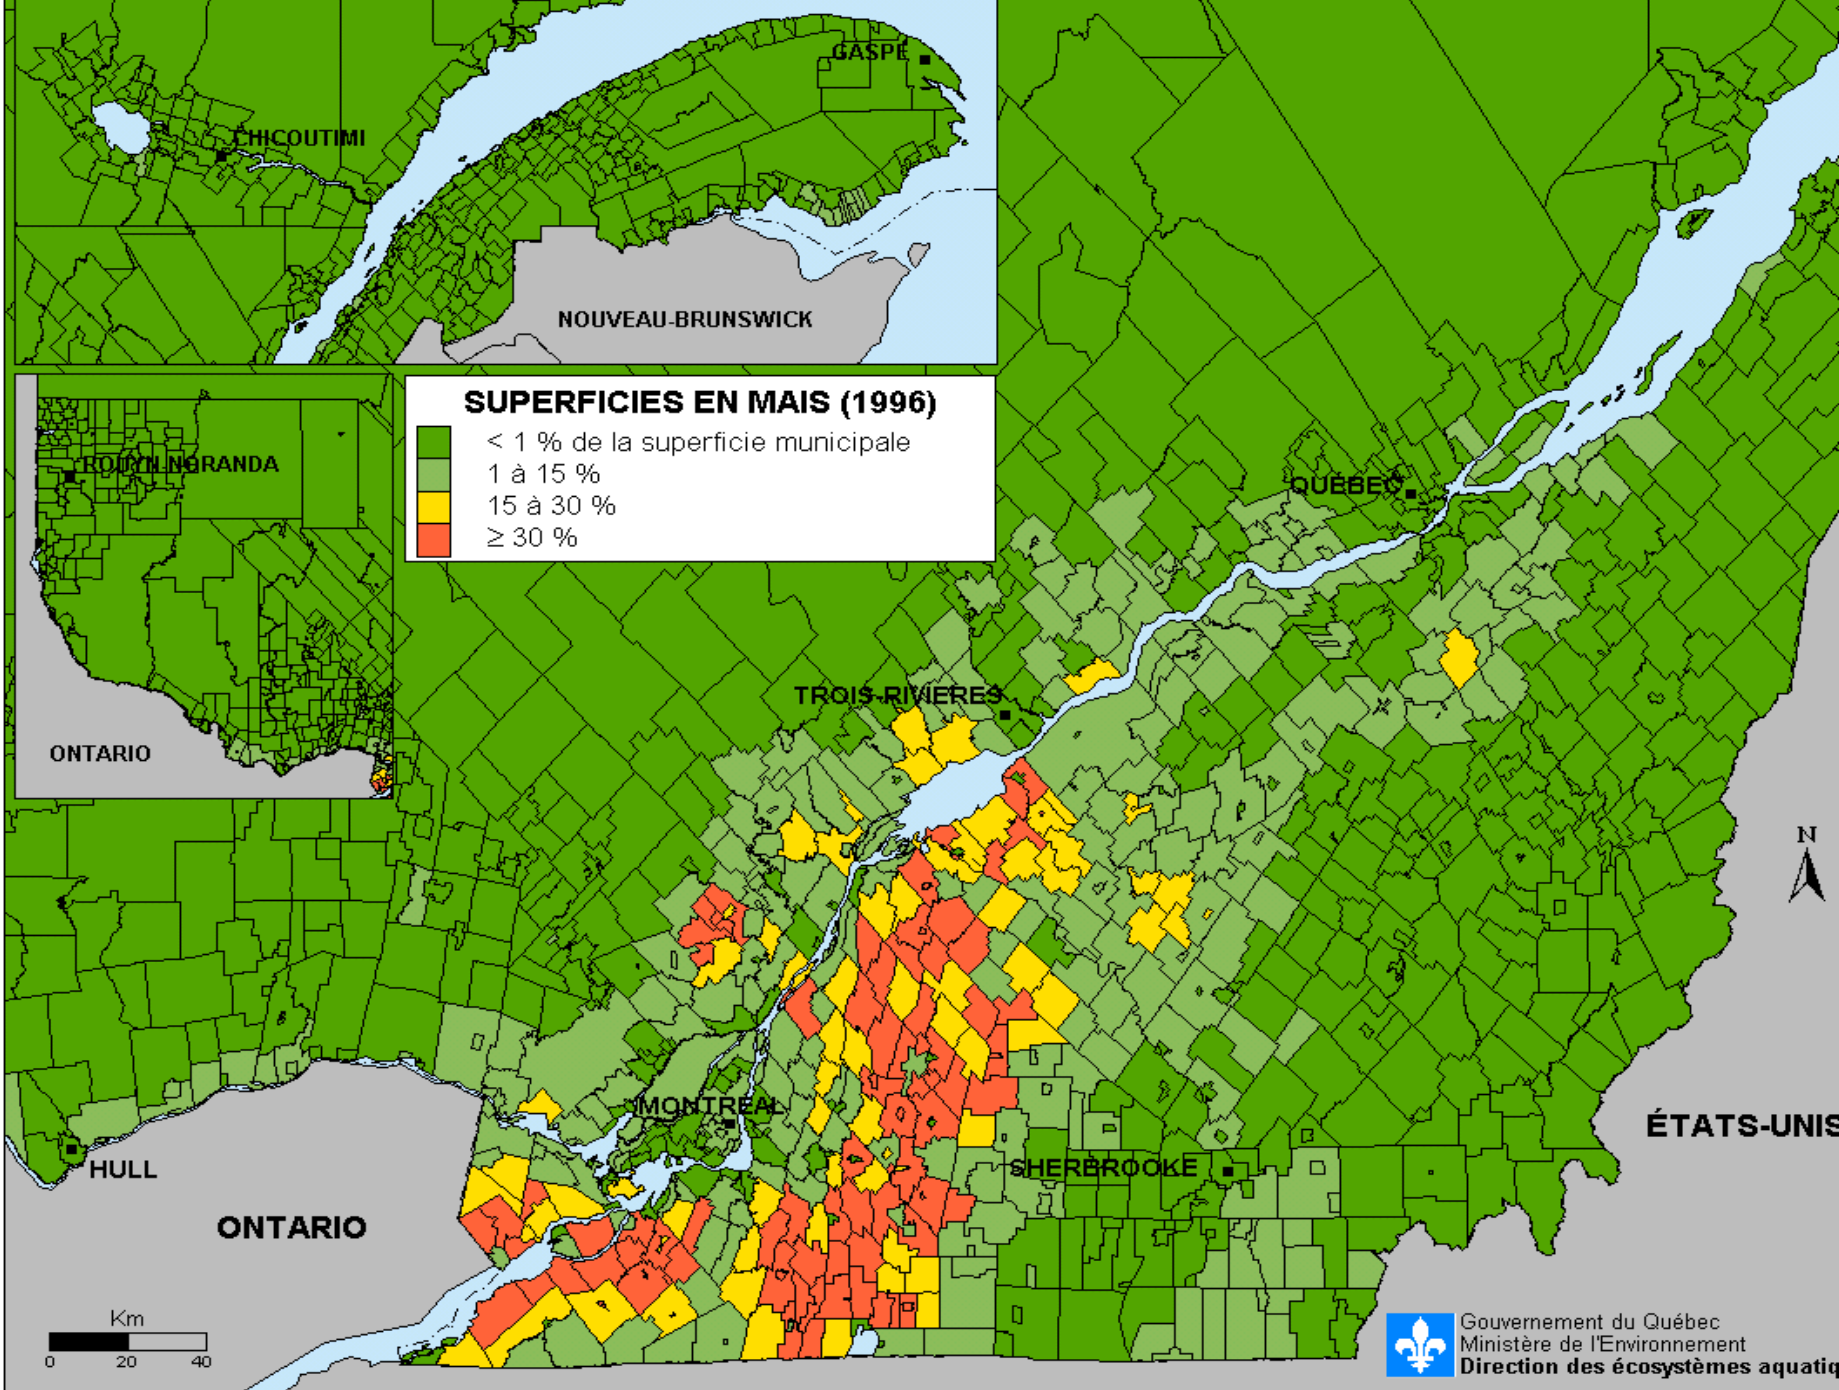 GASPÉ
CHICOUTIMI
NOUVEAU-BRUNSWICK
SUPERFICIES EN MAIS (1996)
< 1 % de la superficie municipale
1 à 15 %
15 à 30 %
≥ 30 %
ROUYN-NORANDA
ONTARIO
QUÉBEC
TROIS-RIVIÈRES
N
MONTRÉAL
ÉTATS-UNIS
HULL
SHERBROOKE
ONTARIO
Km
0 20 40
Gouvernement du Québec
Ministère de l'Environnement
Direction des écosystèmes aquatiq